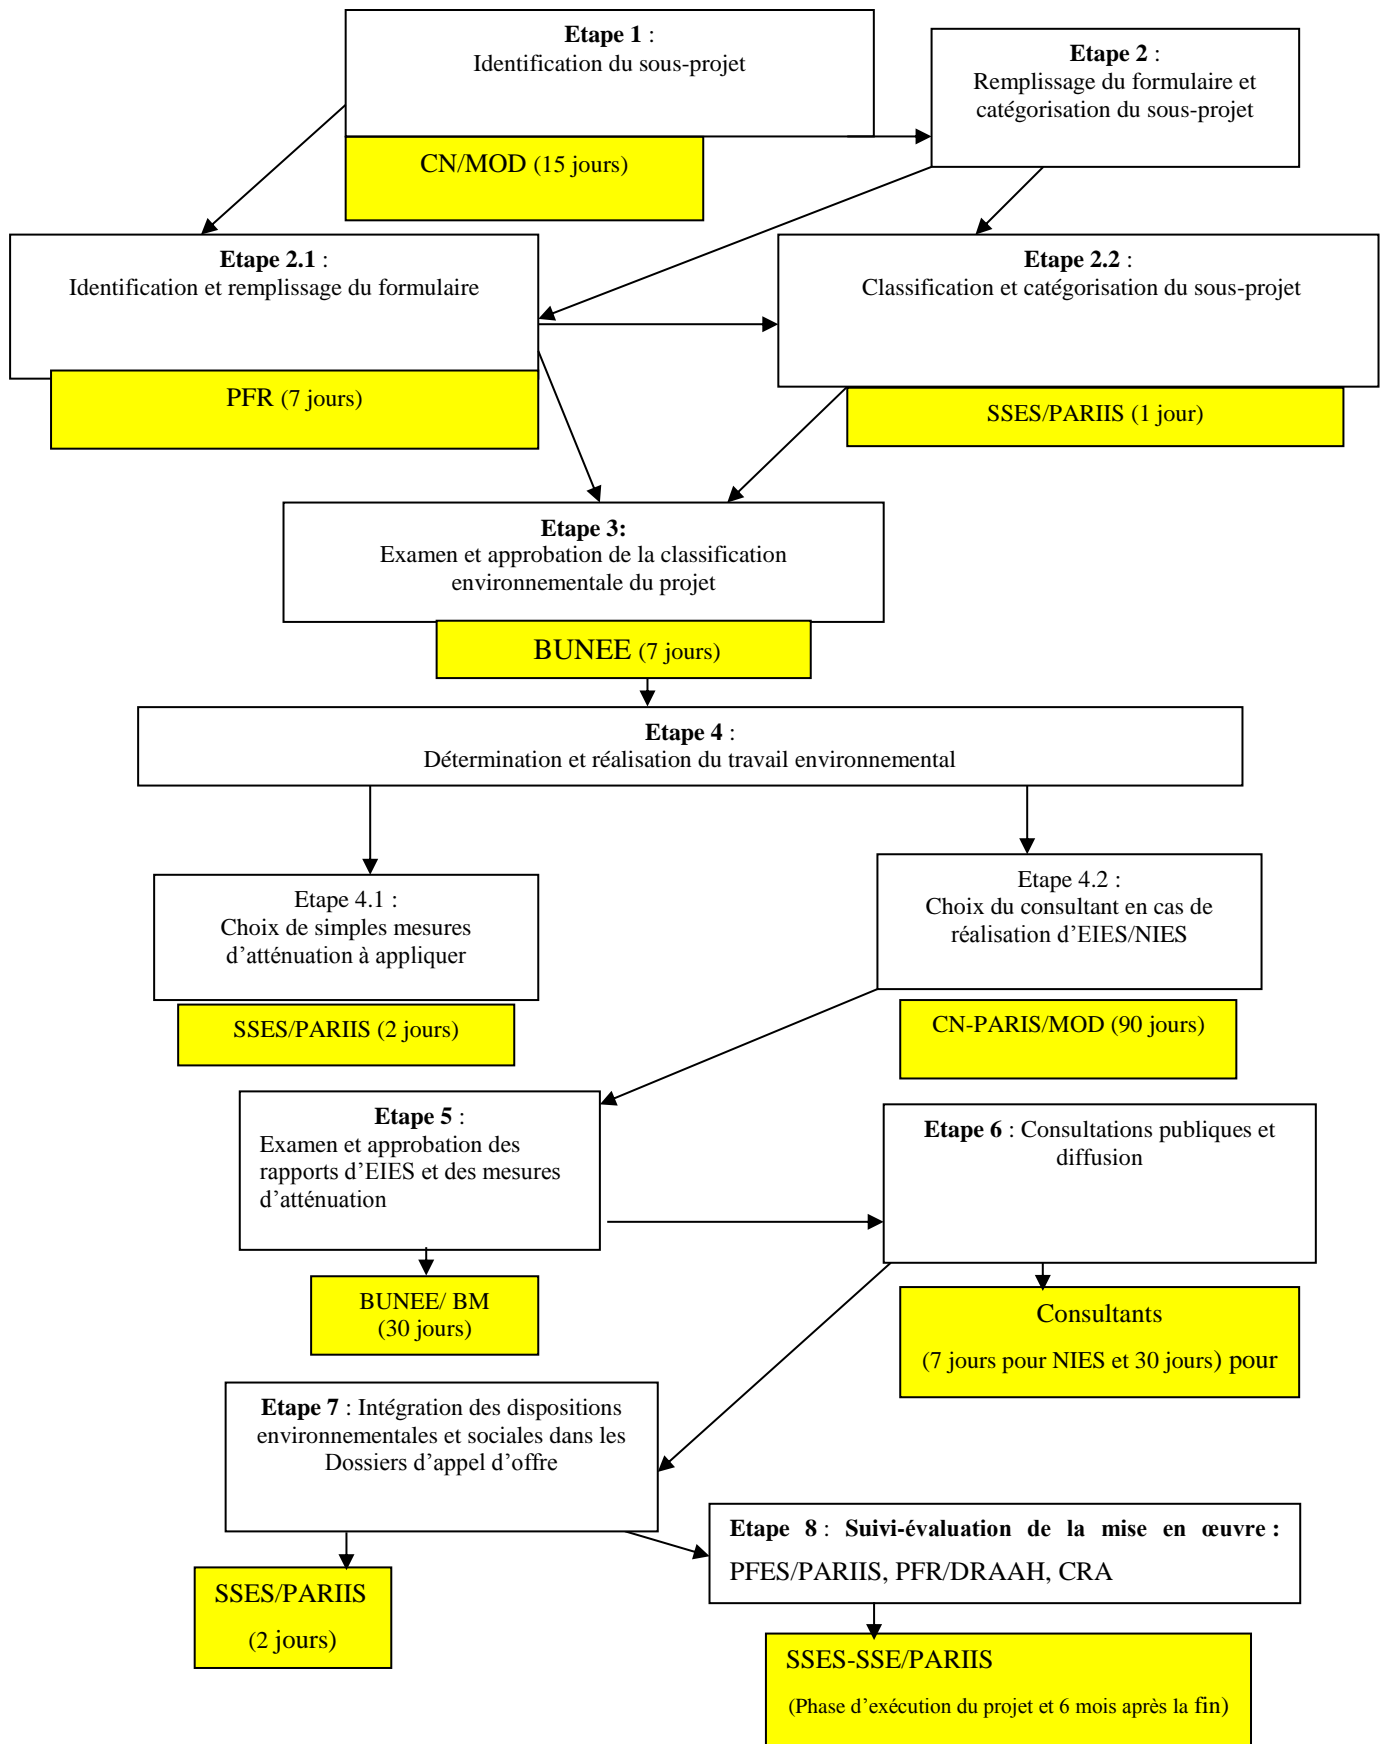 Etape 1 :
Identification du sous-projet
CN/MOD (15 jours)
Etape 2 :
Remplissage du formulaire et
catégorisation du sous-projet
Etape 2.1 :
Identification et remplissage du formulaire
PFR (7 jours)
Etape 2.2 :
Classification et catégorisation du sous-projet
SSES/PARIIS (1 jour)
Etape 3:
Examen et approbation de la classification
environnementale du projet
BUNEE (7 jours)
Etape 4 :
Détermination et réalisation du travail environnemental
Etape 4.1 :
Choix de simples mesures
d’atténuation à appliquer
SSES/PARIIS (2 jours)
Etape 4.2 :
Choix du consultant en cas de
réalisation d’EIES/NIES
CN-PARIS/MOD (90 jours)
Etape 5 :
Examen et approbation des
rapports d’EIES et des mesures
d’atténuation
BUNEE/ BM
(30 jours)
Etape 6 : Consultations publiques et
diffusion
Consultants
(7 jours pour NIES et 30 jours) pour
Etape 7 : Intégration des dispositions
environnementales et sociales dans les
Dossiers d’appel d’offre
SSES/PARIIS
(2 jours)
Etape 8 : Suivi-évaluation de la mise en œuvre :
PFES/PARIIS, PFR/DRAAH, CRA
SSES-SSE/PARIIS
(Phase d’exécution du projet et 6 mois après la fin)